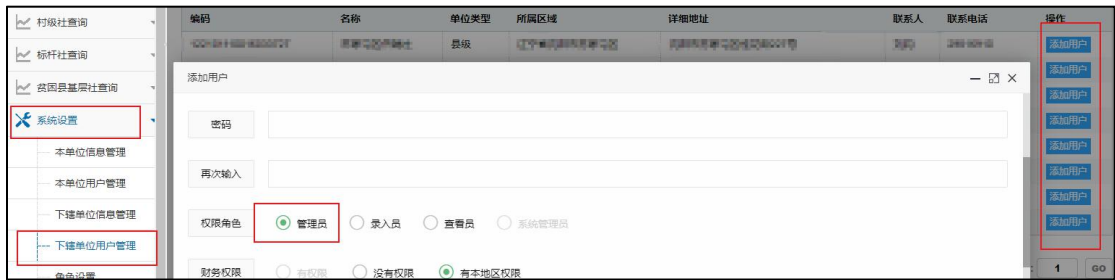 村级社查询
标杆社查询
贫困县基层社查询
系统设置
本单位信息管理
本单位用户管理
下辖单位信息管理
下辖单位用户管理
角色设置
编码 名称 单位类型 所属区域 详细地址 联系人 联系电话 操作
县级 添加用户
添加用户
添加用户
添加用户
添加用户
添加用户
添加用户
添加用户
添加用户
密码
再次输入
权限角色 管理员 录入员 查看员 系统管理员
财务权限 有权限 没有权限 有本地区权限
1 GO